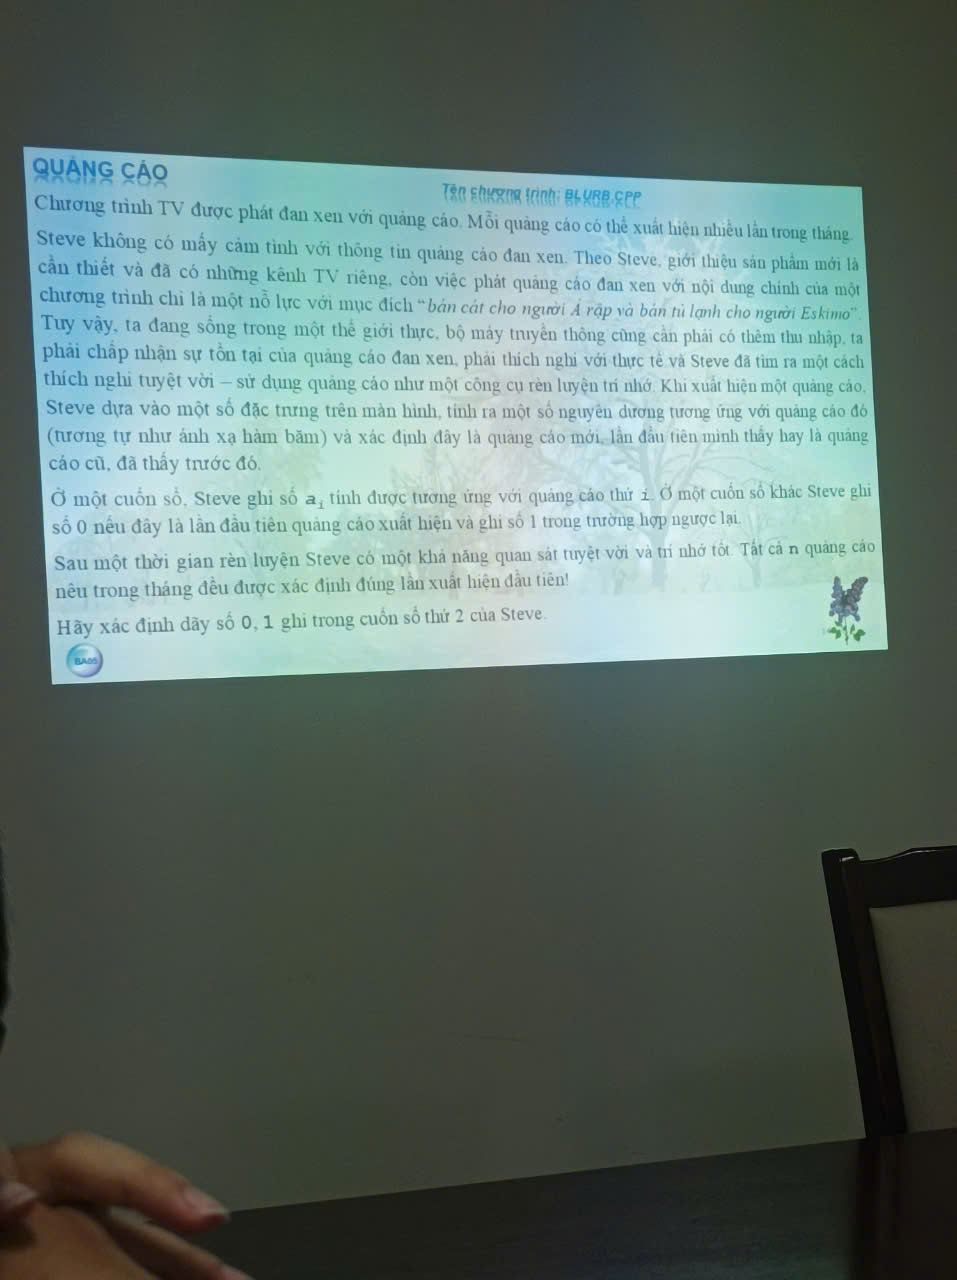 QUẢNG CÁO
Tên chương trình: BLURB.CPP
Chương trình TV được phát đan xen với quảng cáo. Mỗi quảng cáo có thể xuất hiện nhiều lần trong tháng.
Steve không có mấy cảm tình với thông tin quảng cáo đan xen. Theo Steve, giới thiệu sản phẩm mới là
cần thiết và đã có những kênh TV riêng, còn việc phát quảng cáo đan xen với nội dung chính của một
chương trình chỉ là một nỗ lực với mục đích “bán cát cho người Ả rập và bán tủ lạnh cho người Eskimo”.
Tuy vậy, ta đang sống trong một thế giới thực, bộ máy truyền thông cũng cần phải có thêm thu nhập, ta
phải chấp nhận sự tồn tại của quảng cáo đan xen, phải thích nghi với thực tế và Steve đã tìm ra một cách
thích nghi tuyệt vời – sử dụng quảng cáo như một công cụ rèn luyện trí nhớ. Khi xuất hiện một quảng cáo,
Steve dựa vào một số đặc trưng trên màn hình, tính ra một số nguyên dương tương ứng với quảng cáo đó
(tương tự như ánh xạ hàm băm) và xác định đây là quảng cáo mới, lần đầu tiên mình thấy hay là quảng
cáo cũ, đã thấy trước đó.
Ở một cuốn sổ, Steve ghi số aᵢ tính được tương ứng với quảng cáo thứ i. Ở một cuốn sổ khác Steve ghi
số 0 nếu đây là lần đầu tiên quảng cáo xuất hiện và ghi số 1 trong trường hợp ngược lại.
Sau một thời gian rèn luyện Steve có một khả năng quan sát tuyệt vời và trí nhớ tốt. Tất cả n quảng cáo
nêu trong tháng đều được xác định đúng lần xuất hiện đầu tiên!
Hãy xác định dãy số 0, 1 ghi trong cuốn sổ thứ 2 của Steve.
BA05